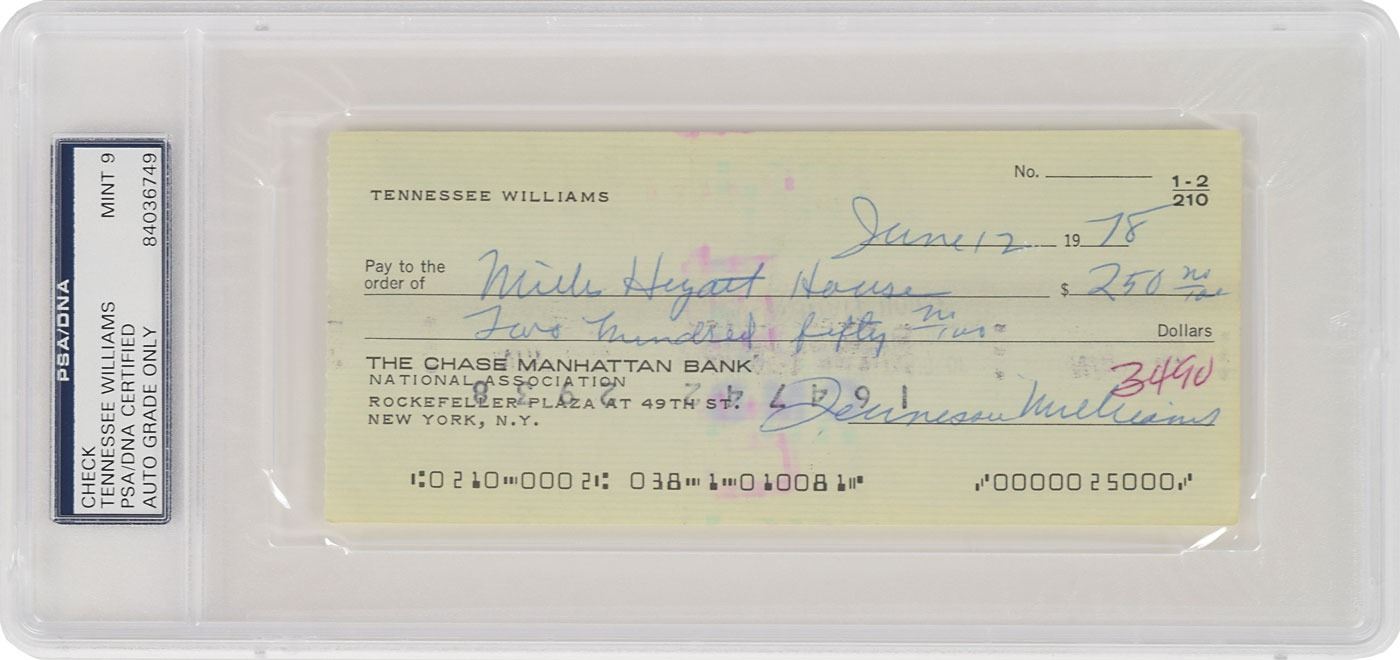 PSA/DNA
CHECK MINT 9
TENNESSEE WILLIAMS
PSA/DNA CERTIFIED
AUTO GRADE ONLY 84036749
No.
1-2
210
TENNESSEE WILLIAMS
June 12 19 78
Pay to the
order of Hyatt House $ 250 no/100
Two Hundred fifty no/100 Dollars
THE CHASE MANHATTAN BANK
NATIONAL ASSOCIATION
ROCKEFELLER PLAZA AT 49TH ST.
NEW YORK, N.Y.
3490
Tennessee Williams
⑆0210⑉0002⑆ 038⑉1⑉010081⑈ ⑇0000025000⑇